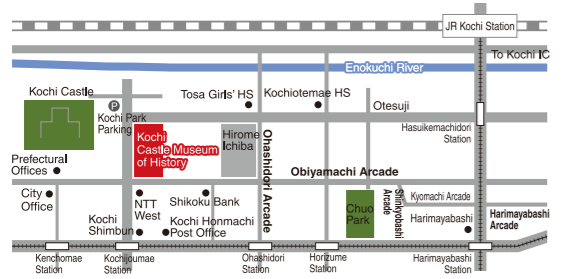 JR Kochi Station
To Kochi IC
Enokuchi River
Kochi Castle
P
Kochi Park
Parking
Tosa Girls' HS
Kochiotemae HS
Otesuji
Hasuikemachidori
Station
Kochi
Castle Museum
of History
Hirome
Ichiba
Ohashidori Arcade
Obiyamachi Arcade
Prefectural
Offices
City
Office
NTT
West
Shikoku Bank
Kochi
Shimbun
Kochi Honmachi
Post Office
Chuo
Park
Shinkyobashi
Arcade
Kyomachi Arcade
Harimayabashi
Harimayabashi
Arcade
Kenchomae
Station
Kochijoumae
Station
Ohashidori
Station
Horizume
Station
Harimayabashi
Station